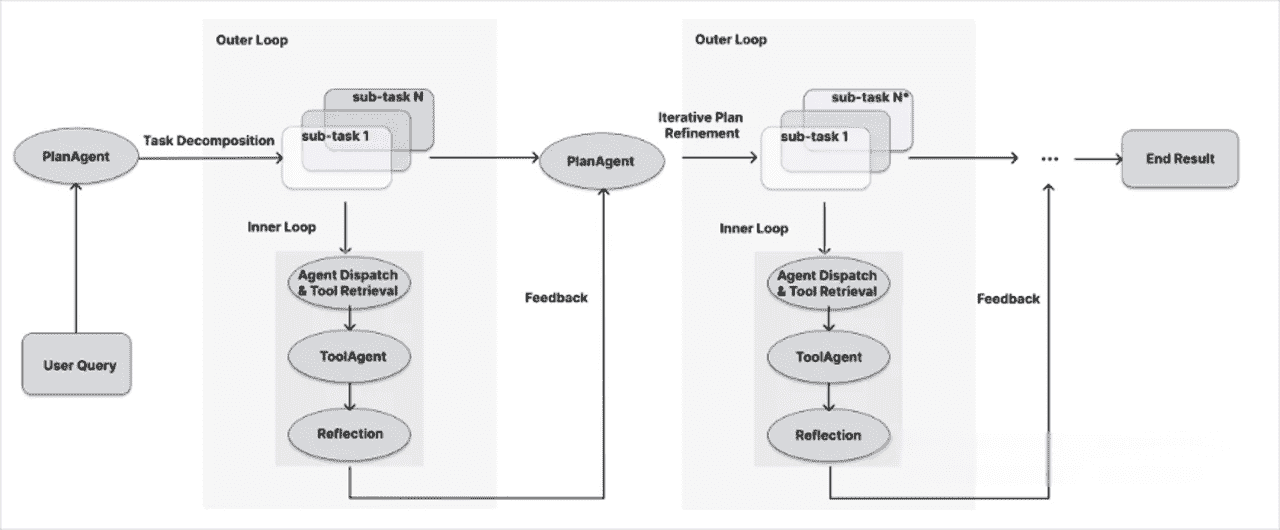 Outer Loop
sub-task N
sub-task 1
Task Decomposition
PlanAgent
User Query
Inner Loop
Agent Dispatch
& Tool Retrieval
ToolAgent
Reflection
Feedback
PlanAgent
Iterative Plan
Refinement
Outer Loop
sub-task N*
sub-task 1
Inner Loop
Agent Dispatch
& Tool Retrieval
ToolAgent
Reflection
Feedback
...
End Result